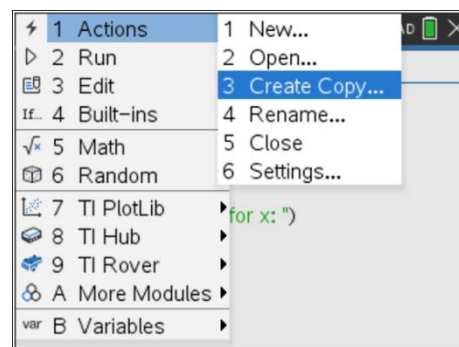 1 Actions
2 Run
3 Edit
If... 4 Built-ins
√x 5 Math
6 Random
7 TI PlotLib
8 TI Hub
9 TI Rover
A More Modules
var B Variables
1 New...
2 Open...
3 Create Copy...
4 Rename...
5 Close
6 Settings...
for x: ")